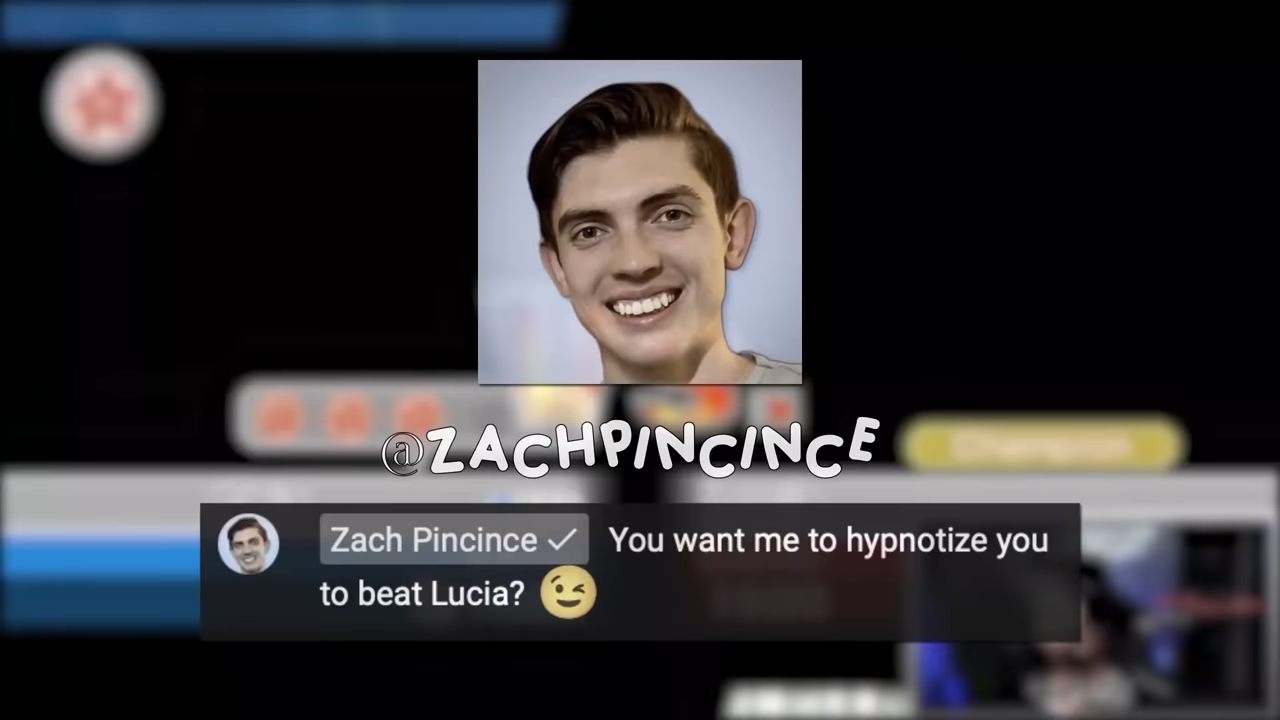 @ZACHPINCINCE
Zach Pincince ✓ You want me to hypnotize you
to beat Lucia? 😉